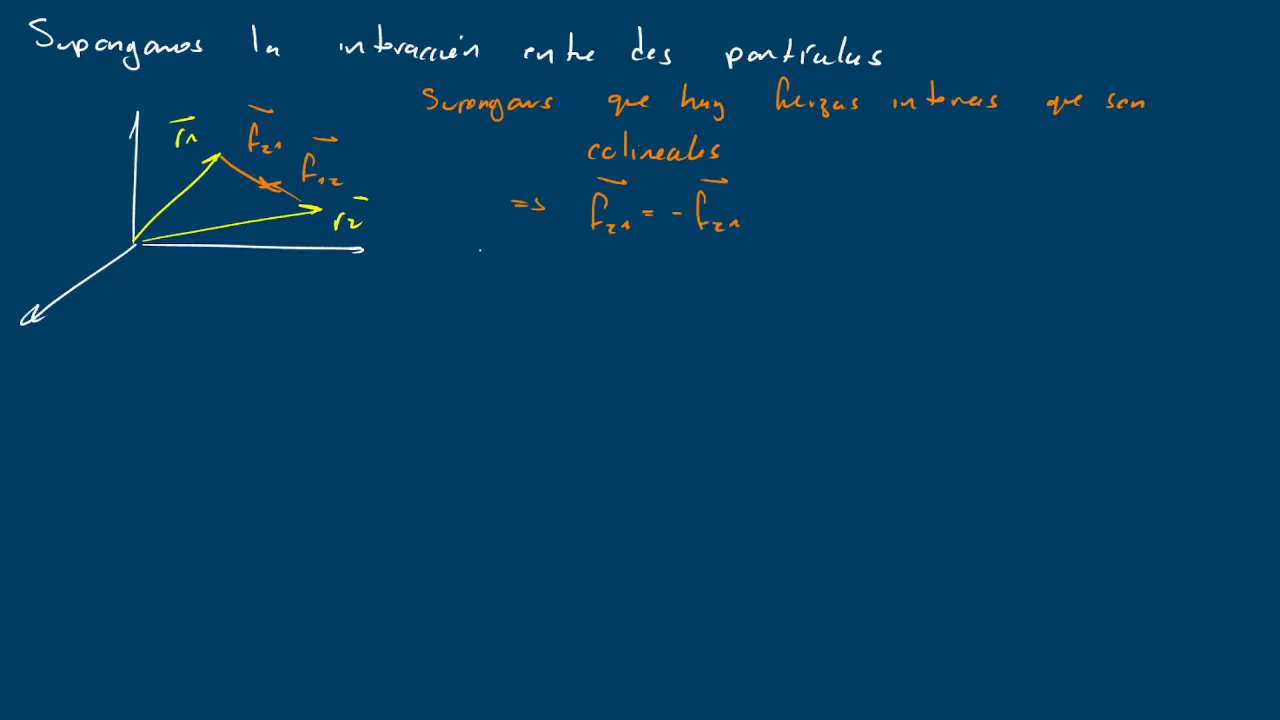 Supongamos la interacción entre dos partículas
Supongamos que hay fuerzas internas que son
colineales
r1
f21
f12
r2
=> f21 = - f21